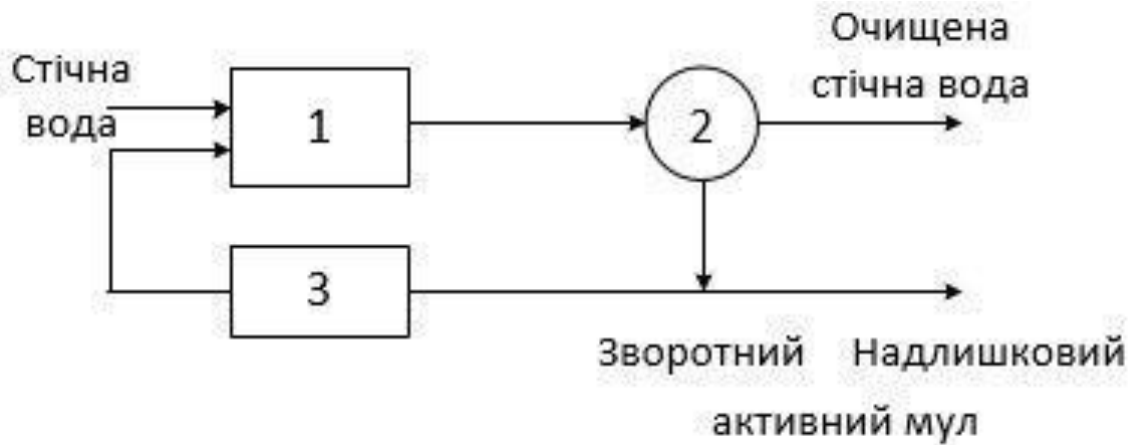 Стічна
вода
1
2
Очищена
стічна вода
3
Зворотний Надлишковий
активний мул